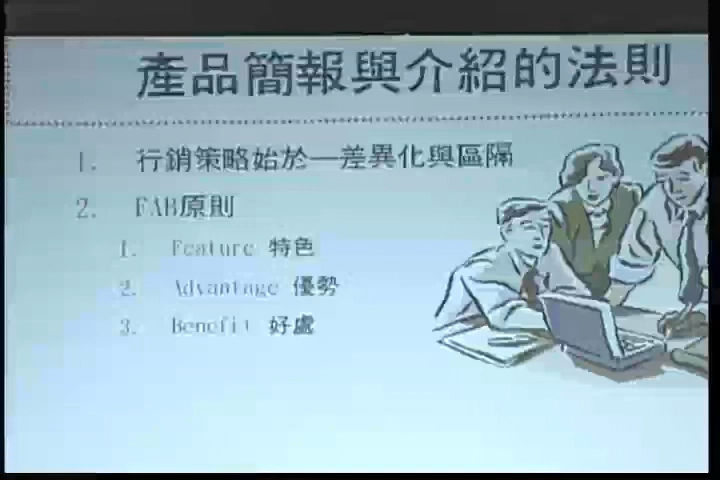 產品簡報與介紹的法則
1. 行銷策略始於—差異化與區隔
2. FAB原則
1. Feature 特色
2. Advantage 優勢
3. Benefit 好處